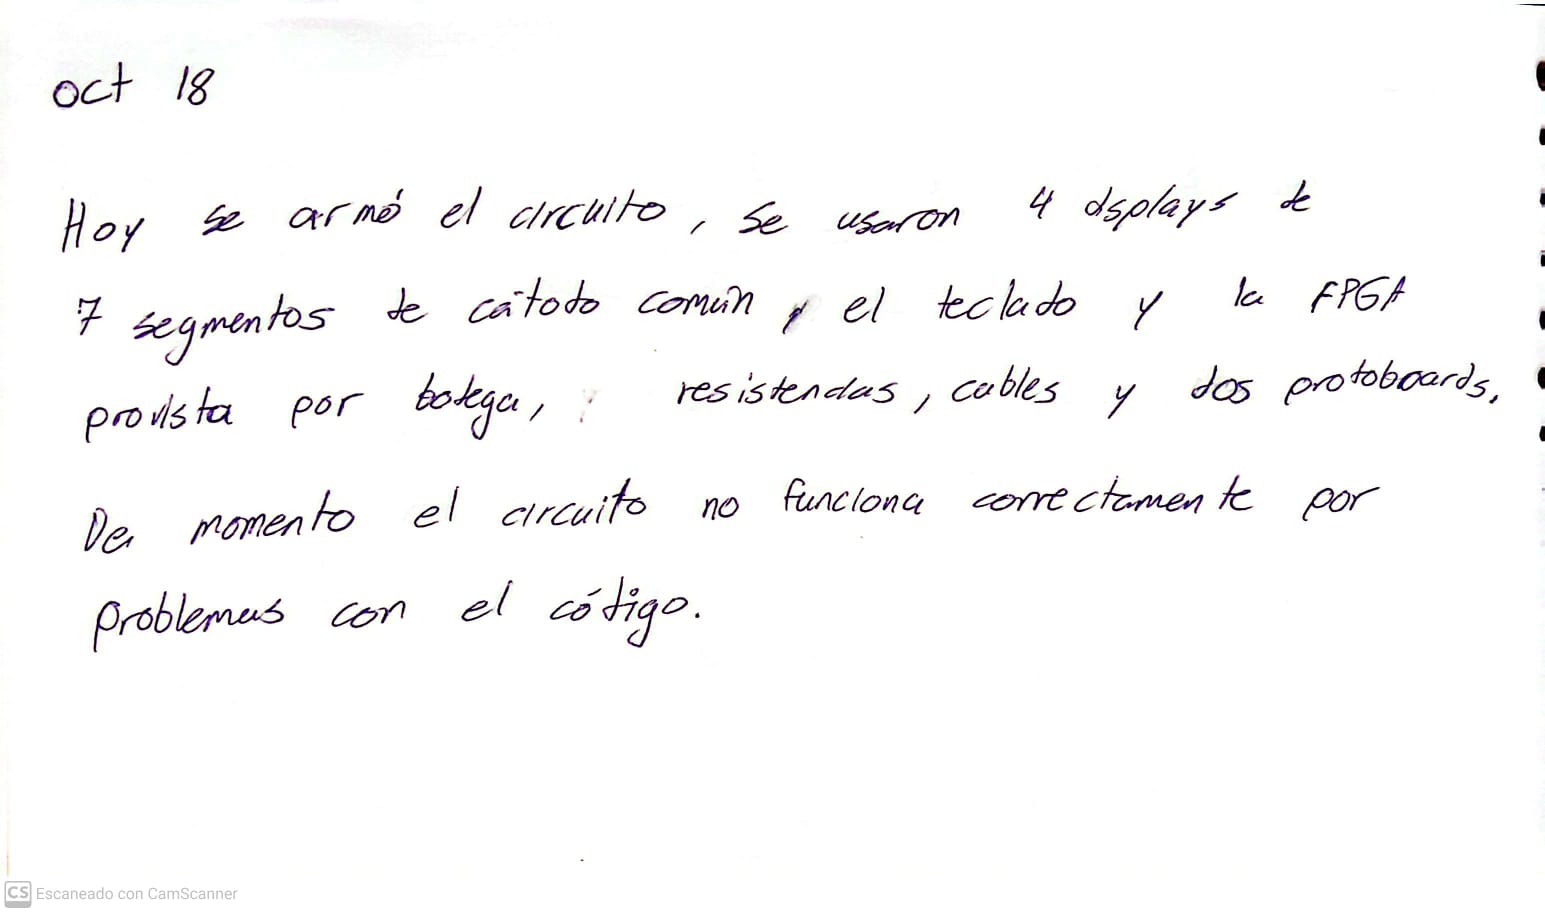 oct 18
Hoy se armó el circuito, se usaron 4 dsplays de
7 segmentos de cátodo común, el teclado y la FPGA
provista por bodega, resistencias, cables y dos protoboards.
De momento el circuito no funciona correctamente por
problemas con el código.
CS Escaneado con CamScanner